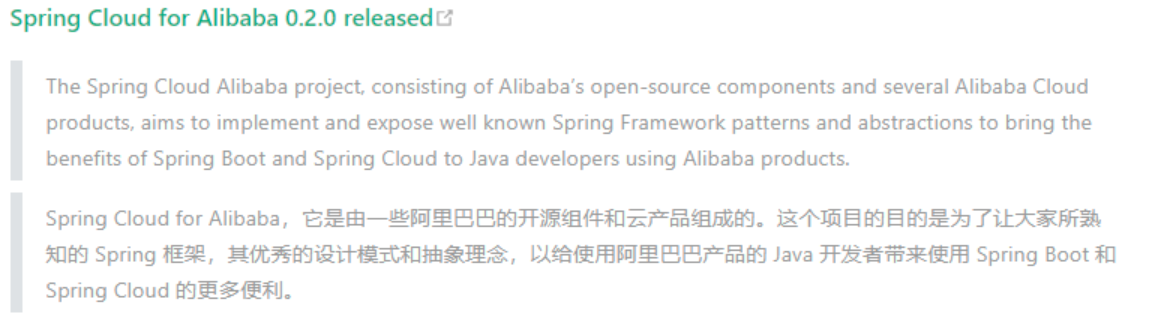 Spring Cloud for Alibaba 0.2.0 released
The Spring Cloud Alibaba project, consisting of Alibaba’s open-source components and several Alibaba Cloud
products, aims to implement and expose well known Spring Framework patterns and abstractions to bring the
benefits of Spring Boot and Spring Cloud to Java developers using Alibaba products.
Spring Cloud for Alibaba，它是由一些阿里巴巴的开源组件和云产品组成的。这个项目的目的是为了让大家所熟
知的 Spring 框架，其优秀的设计模式和抽象理念，以给使用阿里巴巴产品的 Java 开发者带来使用 Spring Boot 和
Spring Cloud 的更多便利。